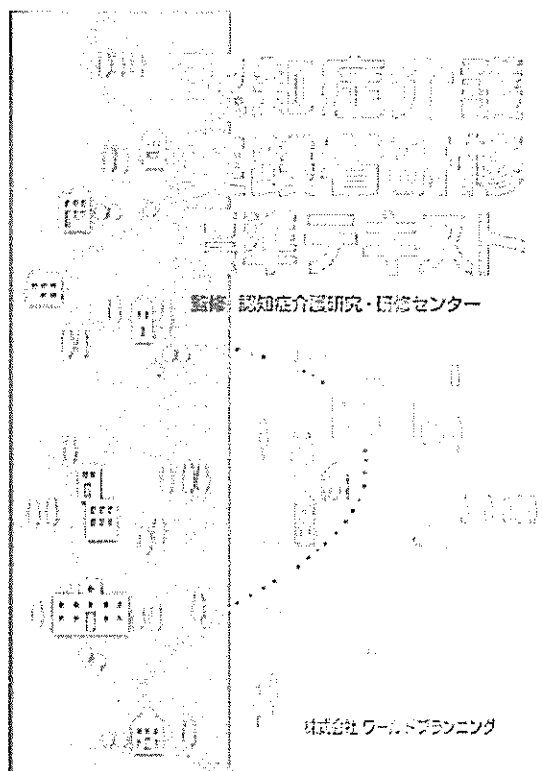 認知症介護
者研修
標準テキスト
監修 認知症介護研究・研修センター
株式会社 ワールドプランニング